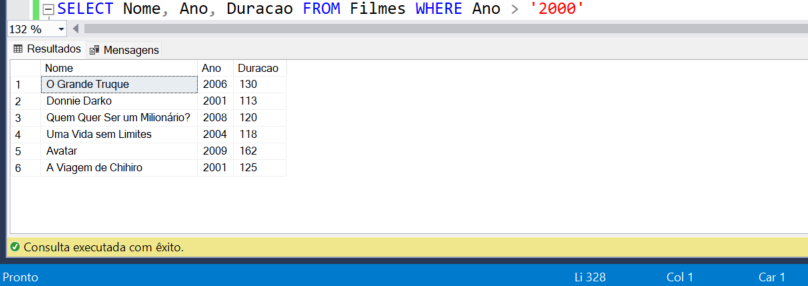 SELECT Nome, Ano, Duracao FROM Filmes WHERE Ano > '2000'
132 %
Resultados Mensagens
Nome Ano Duracao
1 O Grande Truque 2006 130
2 Donnie Darko 2001 113
3 Quem Quer Ser um Milionário? 2008 120
4 Uma Vida sem Limites 2004 118
5 Avatar 2009 162
6 A Viagem de Chihiro 2001 125
Consulta executada com êxito.
Pronto Li 328 Col 1 Car 1